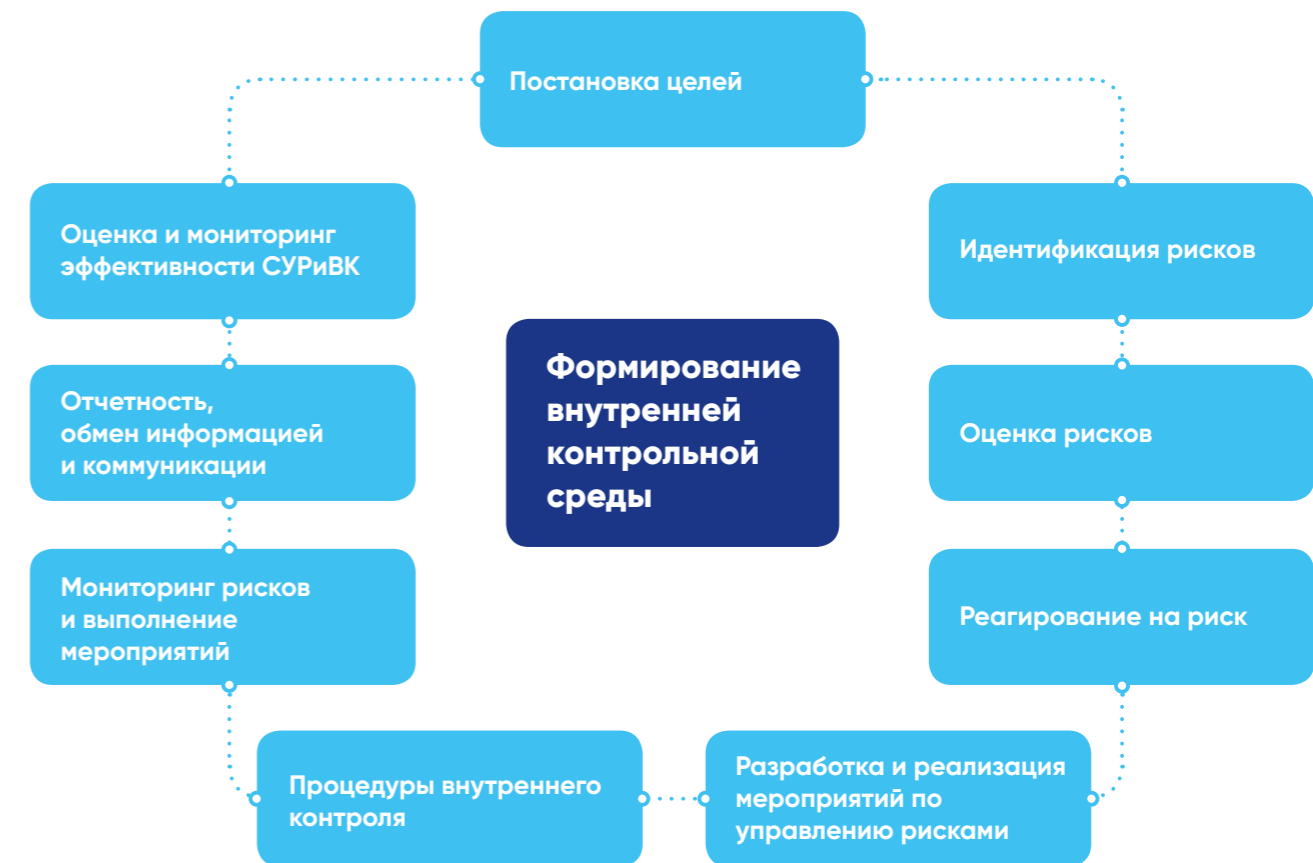 Постановка целей
Оценка и мониторинг
эффективности СУРиВК
Идентификация рисков
Формирование
внутренней
контрольной
среды
Отчетность,
обмен информацией
и коммуникации
Оценка рисков
Мониторинг рисков
и выполнение
мероприятий
Реагирование на риск
Процедуры внутреннего
контроля
Разработка и реализация
мероприятий по
управлению рисками